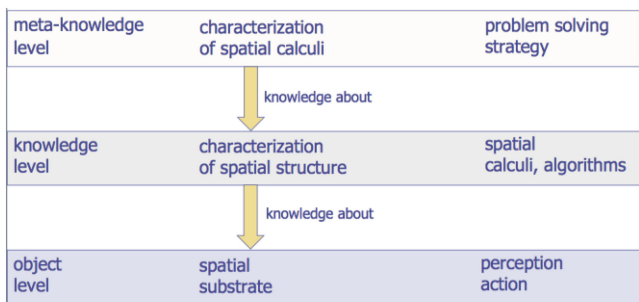 meta-knowledge characterization problem solving
level of spatial calculi strategy
knowledge about
knowledge characterization spatial
level of spatial structure calculi, algorithms
knowledge about
object spatial perception
level substrate action